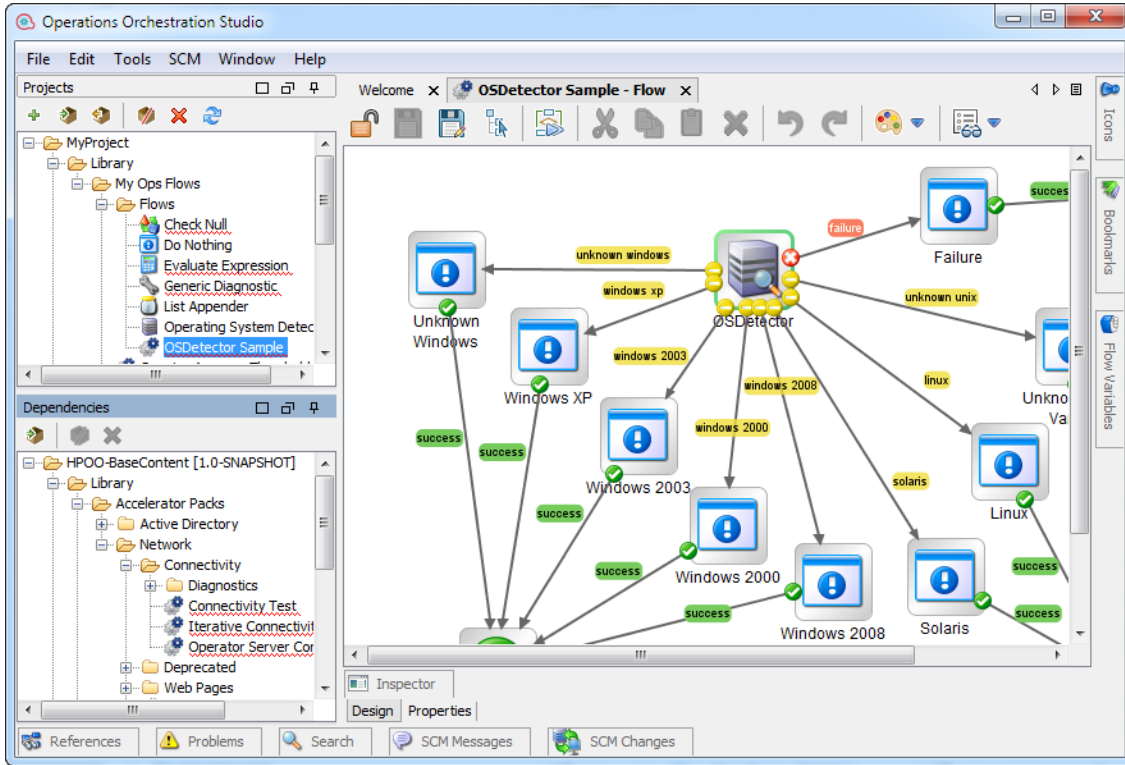 Operations Orchestration Studio
File Edit Tools SCM Window Help
Projects
MyProject
Library
My Ops Flows
Flows
Check Null
Do Nothing
Evaluate Expression
Generic Diagnostic
List Appender
Operating System Detec
OSDetector Sample
Dependencies
HPOO-BaseContent [1.0-SNAPSHOT]
Library
Accelerator Packs
Active Directory
Network
Connectivity
Diagnostics
Connectivity Test
Iterative Connectivit
Operator Server Cor
Deprecated
Web Pages
Welcome
OSDetector Sample - Flow
failure
success
Failure
unknown windows
Unknown
Windows
windows xp
Windows XP
OSDetector
unknown unix
Unkno
Va
windows 2003
Windows 2003
windows 2008
linux
windows 2000
Linux
success
success
solaris
success
Windows 2000
success
success
Windows 2008
success
Solaris
success
Inspector
Design Properties
Icons
Bookmarks
Flow Variables
References Problems Search SCM Messages SCM Changes